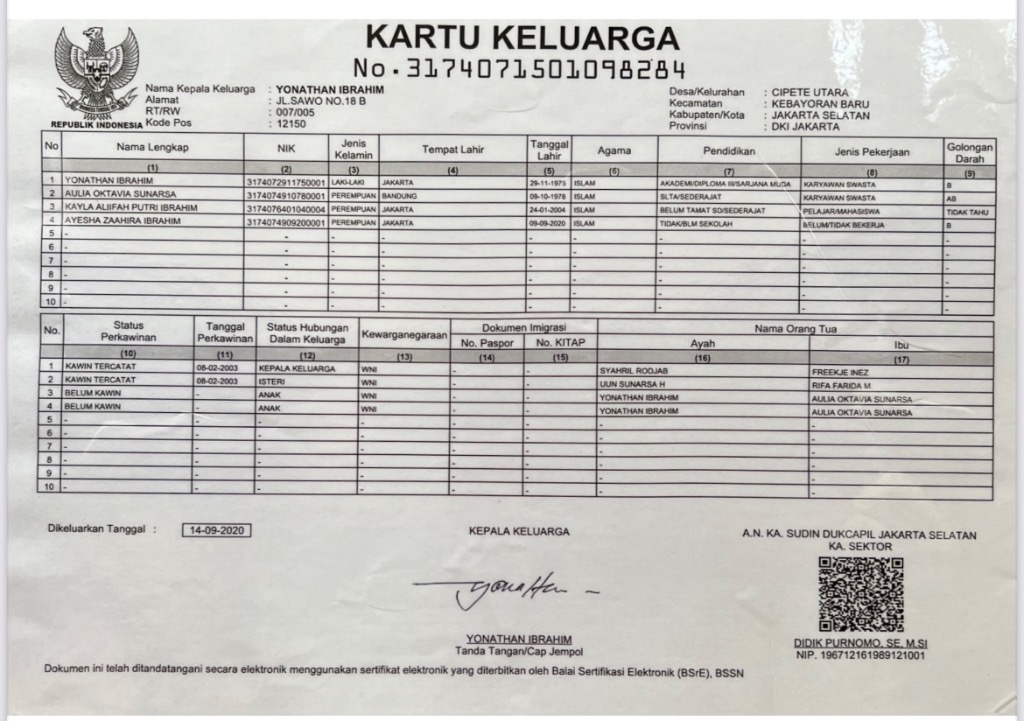 KARTU KELUARGA
No. 3174071501098284
REPUBLIK INDONESIA
Nama Kepala Keluarga : YONATHAN IBRAHIM
Alamat : JL.SAWO NO.18 B
RT/RW : 007/005
Kode Pos : 12150
Desa/Kelurahan : CIPETE UTARA
Kecamatan : KEBAYORAN BARU
Kabupaten/Kota : JAKARTA SELATAN
Provinsi : DKI JAKARTA
No Nama Lengkap NIK Jenis Kelamin Tempat Lahir Tanggal Lahir Agama Pendidikan Jenis Pekerjaan Golongan Darah
(1) (2) (3) (4) (5) (6) (7) (8) (9)
1 YONATHAN IBRAHIM 3174072911750001 LAKI-LAKI JAKARTA 29-11-1975 ISLAM AKADEMI/DIPLOMA III/SARJANA MUDA KARYAWAN SWASTA B
2 AULIA OKTAVIA SUNARSA 3174074910780001 PEREMPUAN BANDUNG 09-10-1978 ISLAM SLTA/SEDERAJAT KARYAWAN SWASTA AB
3 KAYLA ALIIFAH PUTRI IBRAHIM 3174076401040004 PEREMPUAN JAKARTA 24-01-2004 ISLAM BELUM TAMAT SD/SEDERAJAT PELAJAR/MAHASISWA TIDAK TAHU
4 AYESHA ZAAHIRA IBRAHIM 3174074909200001 PEREMPUAN JAKARTA 09-09-2020 ISLAM TIDAK/BLM SEKOLAH BELUM/TIDAK BEKERJA B
5 - - - - - - - - -
6 - - - - - - - - -
7 - - - - - - - - -
8 - - - - - - - - -
9 - - - - - - - - -
10 - - - - - - - - -
No. Status Perkawinan Tanggal Perkawinan Status Hubungan Dalam Keluarga Kewarganegaraan Dokumen Imigrasi Nama Orang Tua
No. Paspor No. KITAP Ayah Ibu
(10) (11) (12) (13) (14) (15) (16) (17)
1 KAWIN TERCATAT 08-02-2003 KEPALA KELUARGA WNI - - SYAHRIL RODJAB FREEKJE INEZ
2 KAWIN TERCATAT 08-02-2003 ISTERI WNI - - UUN SUNARSA H RIFA FARIDA M
3 BELUM KAWIN - ANAK WNI - - YONATHAN IBRAHIM AULIA OKTAVIA SUNARSA
4 BELUM KAWIN - ANAK WNI - - YONATHAN IBRAHIM AULIA OKTAVIA SUNARSA
5 - - - - - - - -
6 - - - - - - - -
7 - - - - - - - -
8 - - - - - - - -
9 - - - - - - - -
10 - - - - - - - -
Dikeluarkan Tanggal : 14-09-2020
KEPALA KELUARGA
YONATHAN IBRAHIM
Tanda Tangan/Cap Jempol
A.N. KA. SUDIN DUKCAPIL JAKARTA SELATAN
KA. SEKTOR
DIDIK PURNOMO, SE, M.SI
NIP. 196712161989121001
Dokumen ini telah ditandatangani secara elektronik menggunakan sertifikat elektronik yang diterbitkan oleh Balai Sertifikasi Elektronik (BSrE), BSSN